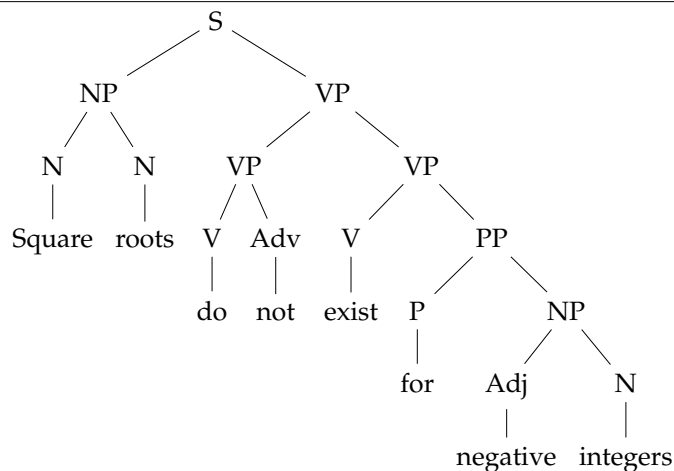 S
NP VP
N N VP VP
Square roots V Adv V PP
do not exist P NP
for Adj N
negative integers